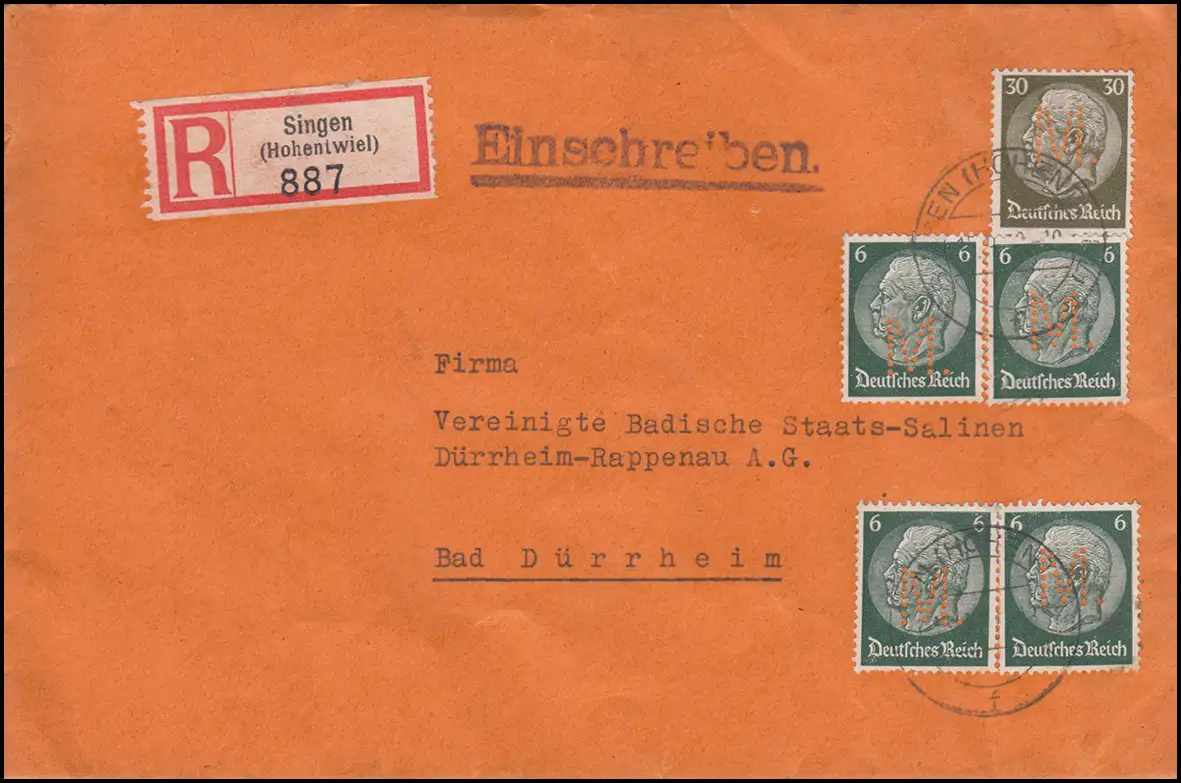 R
Singen
(Hohentwiel)
887
Einschreiben.
30 30
M.
Deutsches Reich
6 6
M.
Deutsches Reich
6 6
M.
Deutsches Reich
Firma
Vereinigte Badische Staats-Salinen
Dürrheim-Rappenau A.G.
Bad Dürrheim
6 6
M.
Deutsches Reich
6 6
M.
Deutsches Reich
f